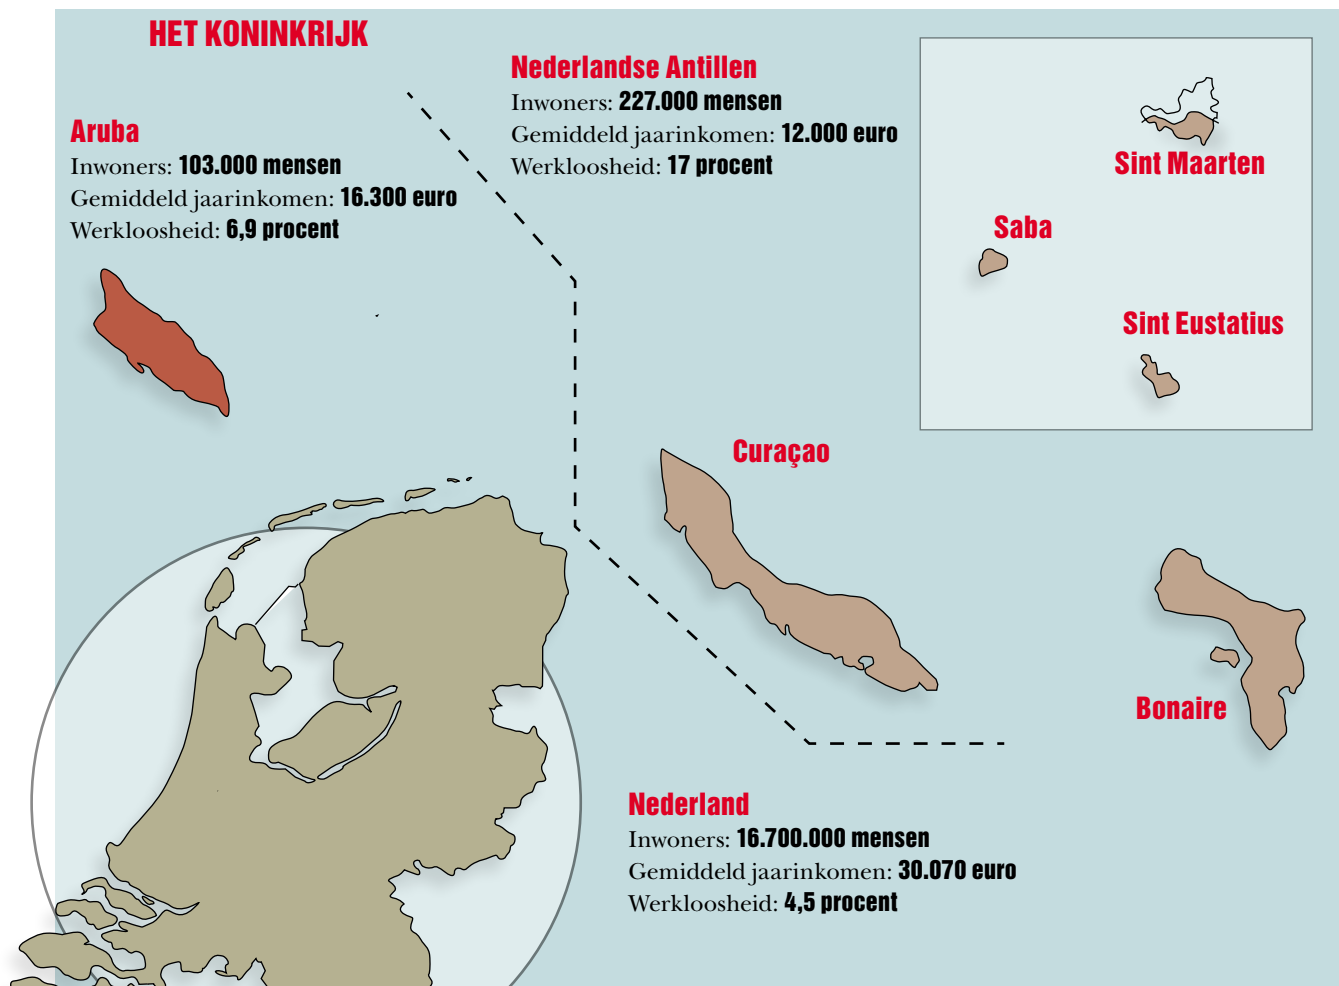 HET KONINKRIJK
Aruba
Inwoners: 103.000 mensen
Gemiddeld jaarinkomen: 16.300 euro
Werkloosheid: 6,9 procent
Nederlandse Antillen
Inwoners: 227.000 mensen
Gemiddeld jaarinkomen: 12.000 euro
Werkloosheid: 17 procent
Sint Maarten
Saba
Sint Eustatius
Curaçao
Bonaire
Nederland
Inwoners: 16.700.000 mensen
Gemiddeld jaarinkomen: 30.070 euro
Werkloosheid: 4,5 procent